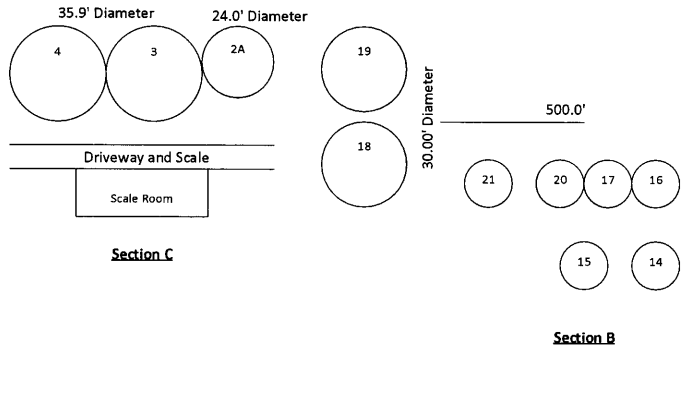 35.9' Diameter
24.0' Diameter
4
3
2A
19
18
30.00' Diameter
500.0'
Driveway and Scale
Scale Room
Section C
21
20
17
16
15
14
Section B